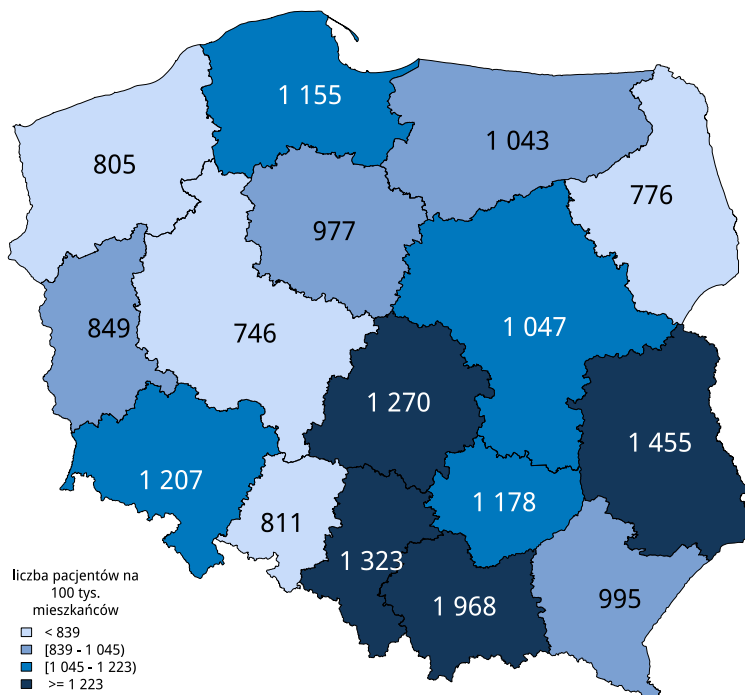 1 155
1 043
805
776
977
849
746
1 047
1 270
1 455
1 207
1 178
811
1 323
995
1 968
liczba pacjentów na
100 tys.
mieszkańców
< 839
[839 - 1 045)
[1 045 - 1 223)
>= 1 223